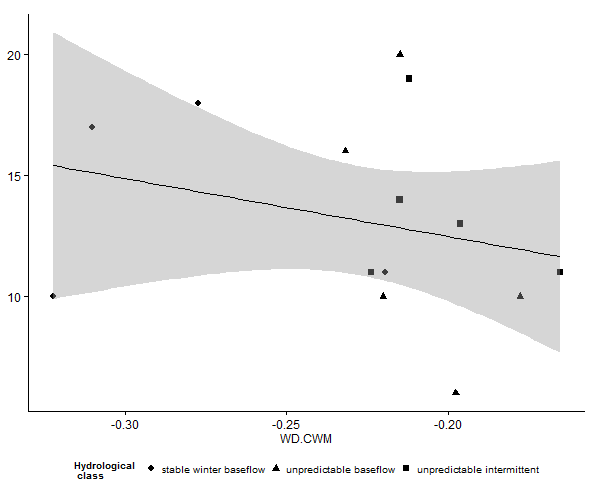 20
15
10
-0.30 -0.25 -0.20
WD.CWM
Hydrological
class
stable winter baseflow unpredictable baseflow unpredictable intermittent